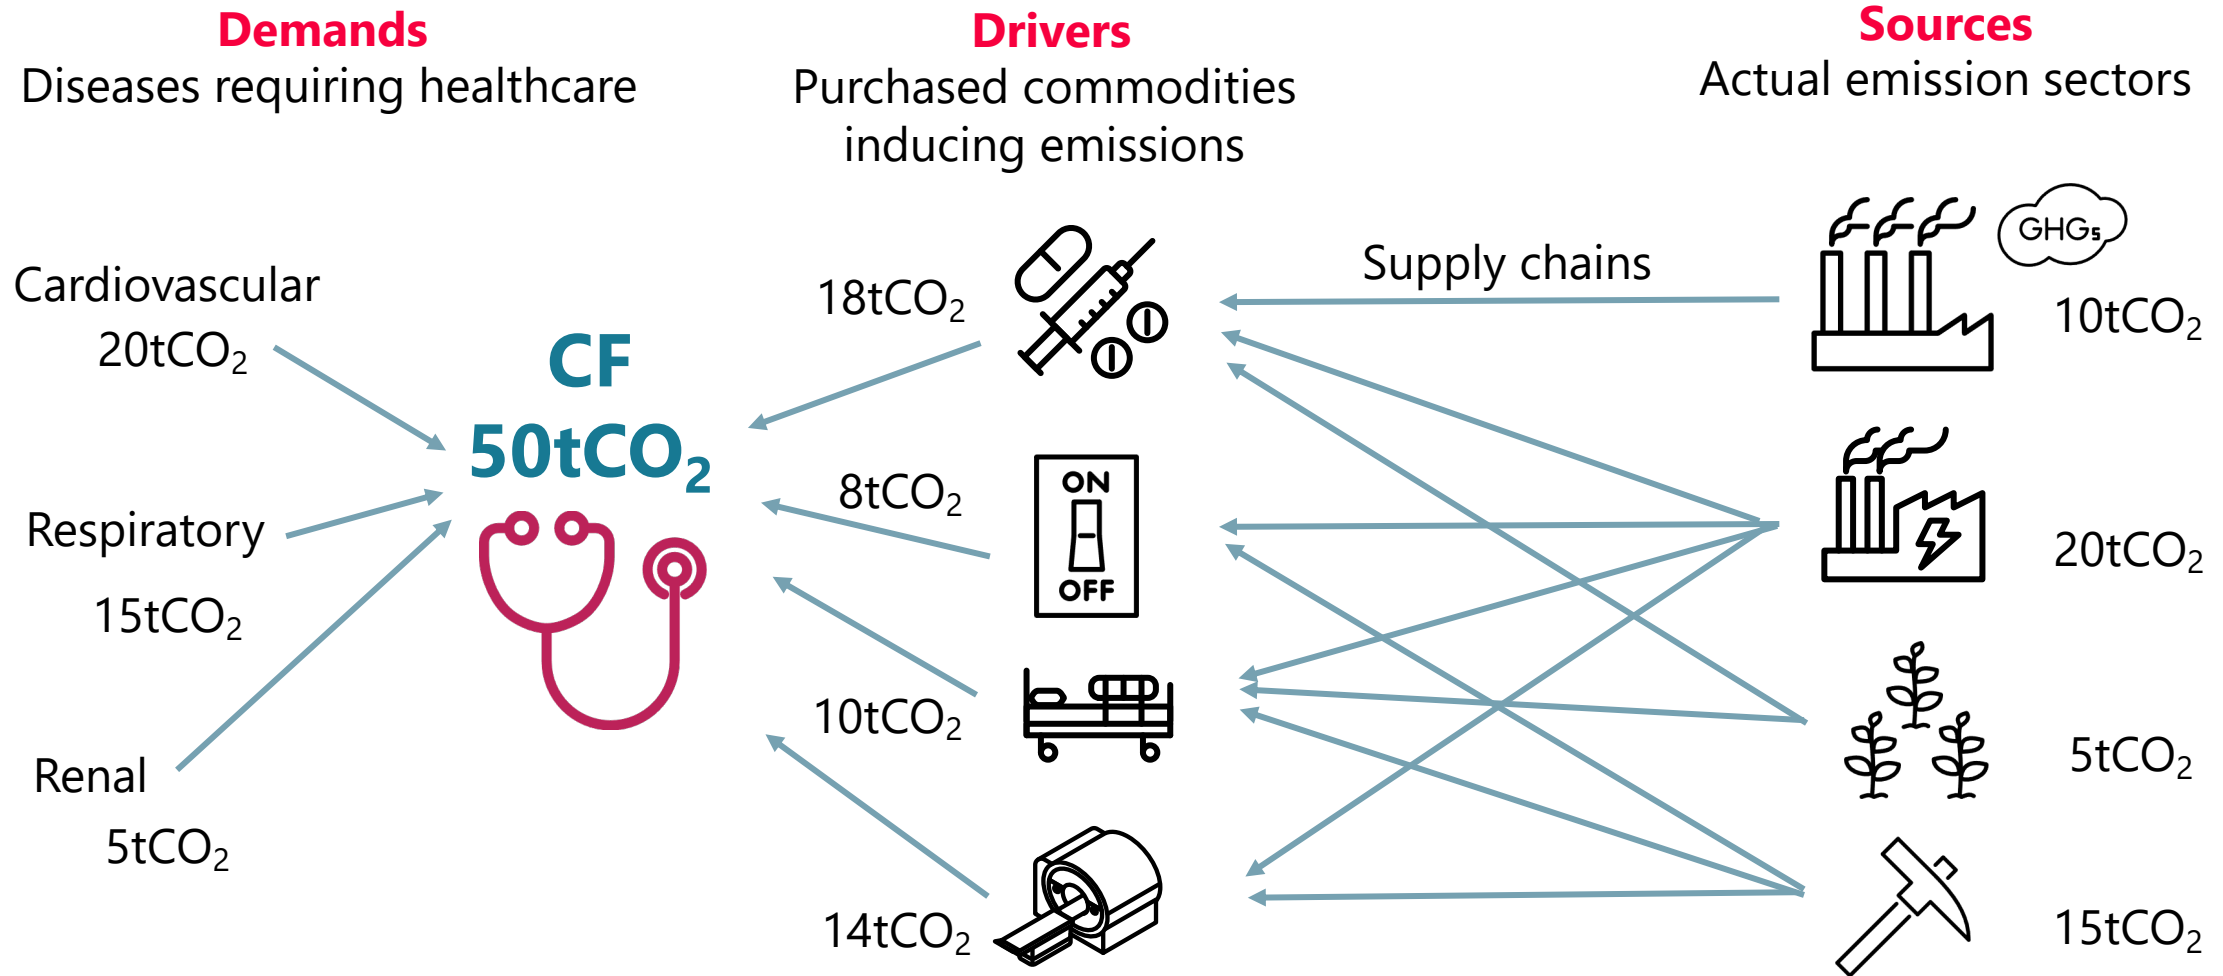 Demands
Diseases requiring healthcare
Drivers
Purchased commodities
inducing emissions
Sources
Actual emission sectors
Cardiovascular
20tCO₂
Respiratory
15tCO₂
Renal
5tCO₂
CF
50tCO₂
18tCO₂
8tCO₂
ON
OFF
10tCO₂
14tCO₂
Supply chains
GHGs
10tCO₂
20tCO₂
5tCO₂
15tCO₂